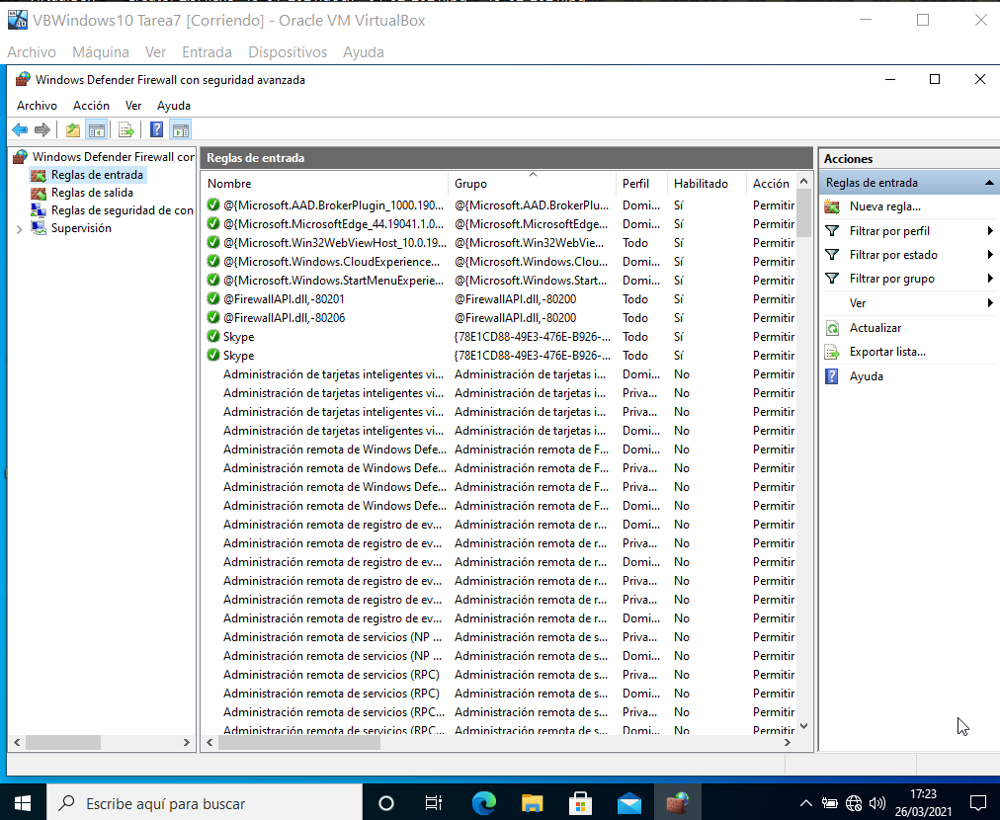 VBWindows10 Tarea7 [Corriendo] - Oracle VM VirtualBox
Archivo Máquina Ver Entrada Dispositivos Ayuda
Windows Defender Firewall con seguridad avanzada
Archivo Acción Ver Ayuda
Windows Defender Firewall con
Reglas de entrada
Reglas de salida
Reglas de seguridad de con
Supervisión
Reglas de entrada
Nombre Grupo Perfil Habilitado Acción
@{Microsoft.AAD.BrokerPlugin_1000.190... @{Microsoft.AAD.BrokerPlu... Domi... Sí Permitir
@{Microsoft.MicrosoftEdge_44.19041.1.0... @{Microsoft.MicrosoftEdge... Domi... Sí Permitir
@{Microsoft.Win32WebViewHost_10.0.19... @{Microsoft.Win32WebVie... Todo Sí Permitir
@{Microsoft.Windows.CloudExperience... @{Microsoft.Windows.Clou... Domi... Sí Permitir
@{Microsoft.Windows.StartMenuExperie... @{Microsoft.Windows.Start... Domi... Sí Permitir
@FirewallAPI.dll,-80201 @FirewallAPI.dll,-80200 Todo Sí Permitir
@FirewallAPI.dll,-80206 @FirewallAPI.dll,-80200 Todo Sí Permitir
Skype {78E1CD88-49E3-476E-B926-... Todo Sí Permitir
Skype {78E1CD88-49E3-476E-B926-... Todo Sí Permitir
Administración de tarjetas inteligentes vi... Administración de tarjetas i... Domi... No Permitir
Administración de tarjetas inteligentes vi... Administración de tarjetas i... Priva... No Permitir
Administración de tarjetas inteligentes vi... Administración de tarjetas i... Priva... No Permitir
Administración de tarjetas inteligentes vi... Administración de tarjetas i... Domi... No Permitir
Administración remota de Windows Defe... Administración remota de F... Domi... No Permitir
Administración remota de Windows Defe... Administración remota de F... Priva... No Permitir
Administración remota de Windows Defe... Administración remota de F... Priva... No Permitir
Administración remota de Windows Defe... Administración remota de F... Domi... No Permitir
Administración remota de registro de ev... Administración remota de r... Domi... No Permitir
Administración remota de registro de ev... Administración remota de r... Priva... No Permitir
Administración remota de registro de ev... Administración remota de r... Domi... No Permitir
Administración remota de registro de ev... Administración remota de r... Priva... No Permitir
Administración remota de registro de ev... Administración remota de r... Priva... No Permitir
Administración remota de registro de ev... Administración remota de r... Domi... No Permitir
Administración remota de servicios (NP ... Administración remota de s... Priva... No Permitir
Administración remota de servicios (NP ... Administración remota de s... Domi... No Permitir
Administración remota de servicios (RPC) Administración remota de s... Priva... No Permitir
Administración remota de servicios (RPC) Administración remota de s... Domi... No Permitir
Administración remota de servicios (RPC... Administración remota de s... Priva... No Permitir
Administración remota de servicios (RPC... Administración remota de s... Domi... No Permitir
Acciones
Reglas de entrada
Nueva regla...
Filtrar por perfil
Filtrar por estado
Filtrar por grupo
Ver
Actualizar
Exportar lista...
Ayuda
Escribe aquí para buscar
17:23
26/03/2021